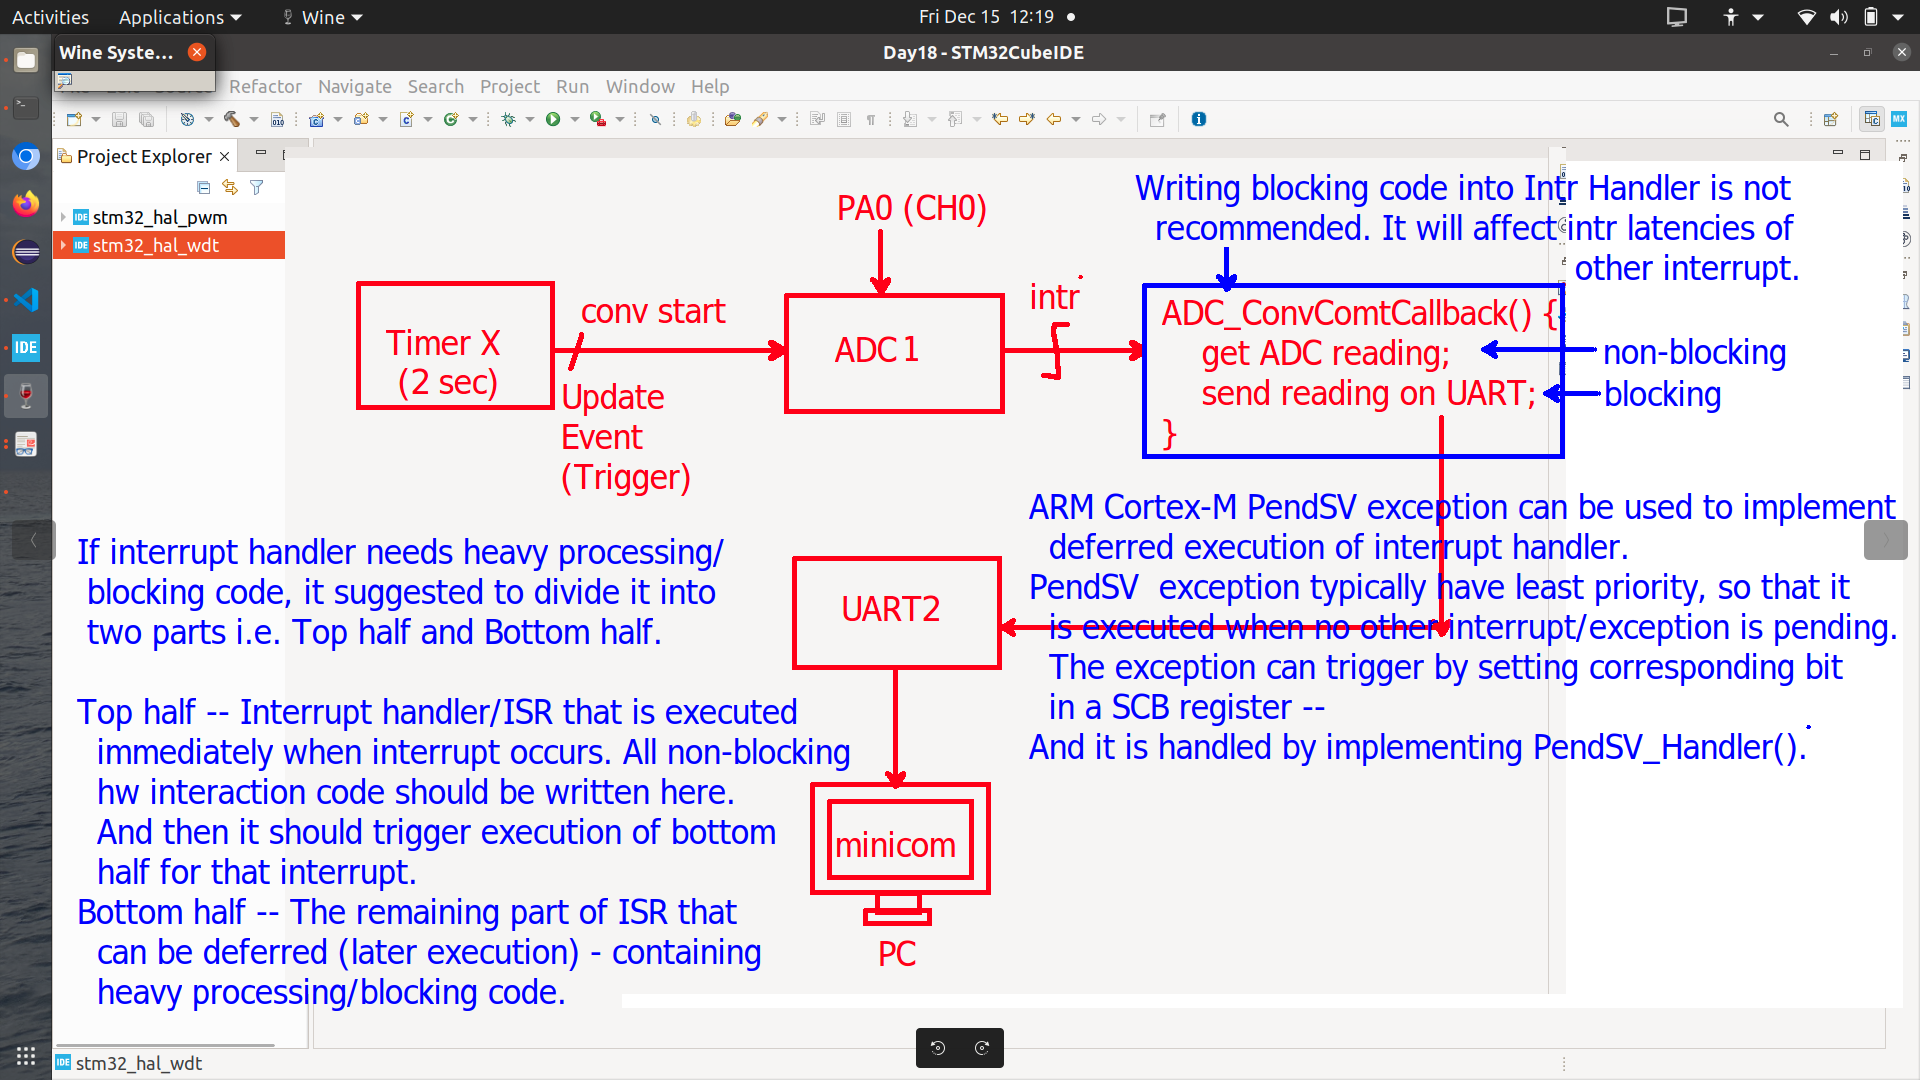 Activities
Applications
Wine
Fri Dec 15 12:19
Wine Syste...
Day18 - STM32CubeIDE
Refactor
Navigate
Search
Project
Run
Window
Help
Project Explorer
stm32_hal_pwm
stm32_hal_wdt
PA0 (CH0)
Writing blocking code into Intr Handler is not
recommended. It will affect intr latencies of
other interrupt.
Timer X
(2 sec)
conv start
Update
Event
(Trigger)
ADC1
intr
ADC_ConvComtCallback() {
get ADC reading;
send reading on UART;
}
non-blocking
blocking
If interrupt handler needs heavy processing/
blocking code, it suggested to divide it into
two parts i.e. Top half and Bottom half.
Top half -- Interrupt handler/ISR that is executed
immediately when interrupt occurs. All non-blocking
hw interaction code should be written here.
And then it should trigger execution of bottom
half for that interrupt.
Bottom half -- The remaining part of ISR that
can be deferred (later execution) - containing
heavy processing/blocking code.
UART2
minicom
PC
ARM Cortex-M PendSV exception can be used to implement
deferred execution of interrupt handler.
PendSV exception typically have least priority, so that it
is executed when no other interrupt/exception is pending.
The exception can trigger by setting corresponding bit
in a SCB register --
And it is handled by implementing PendSV_Handler().
IDE
MX
stm32_hal_wdt